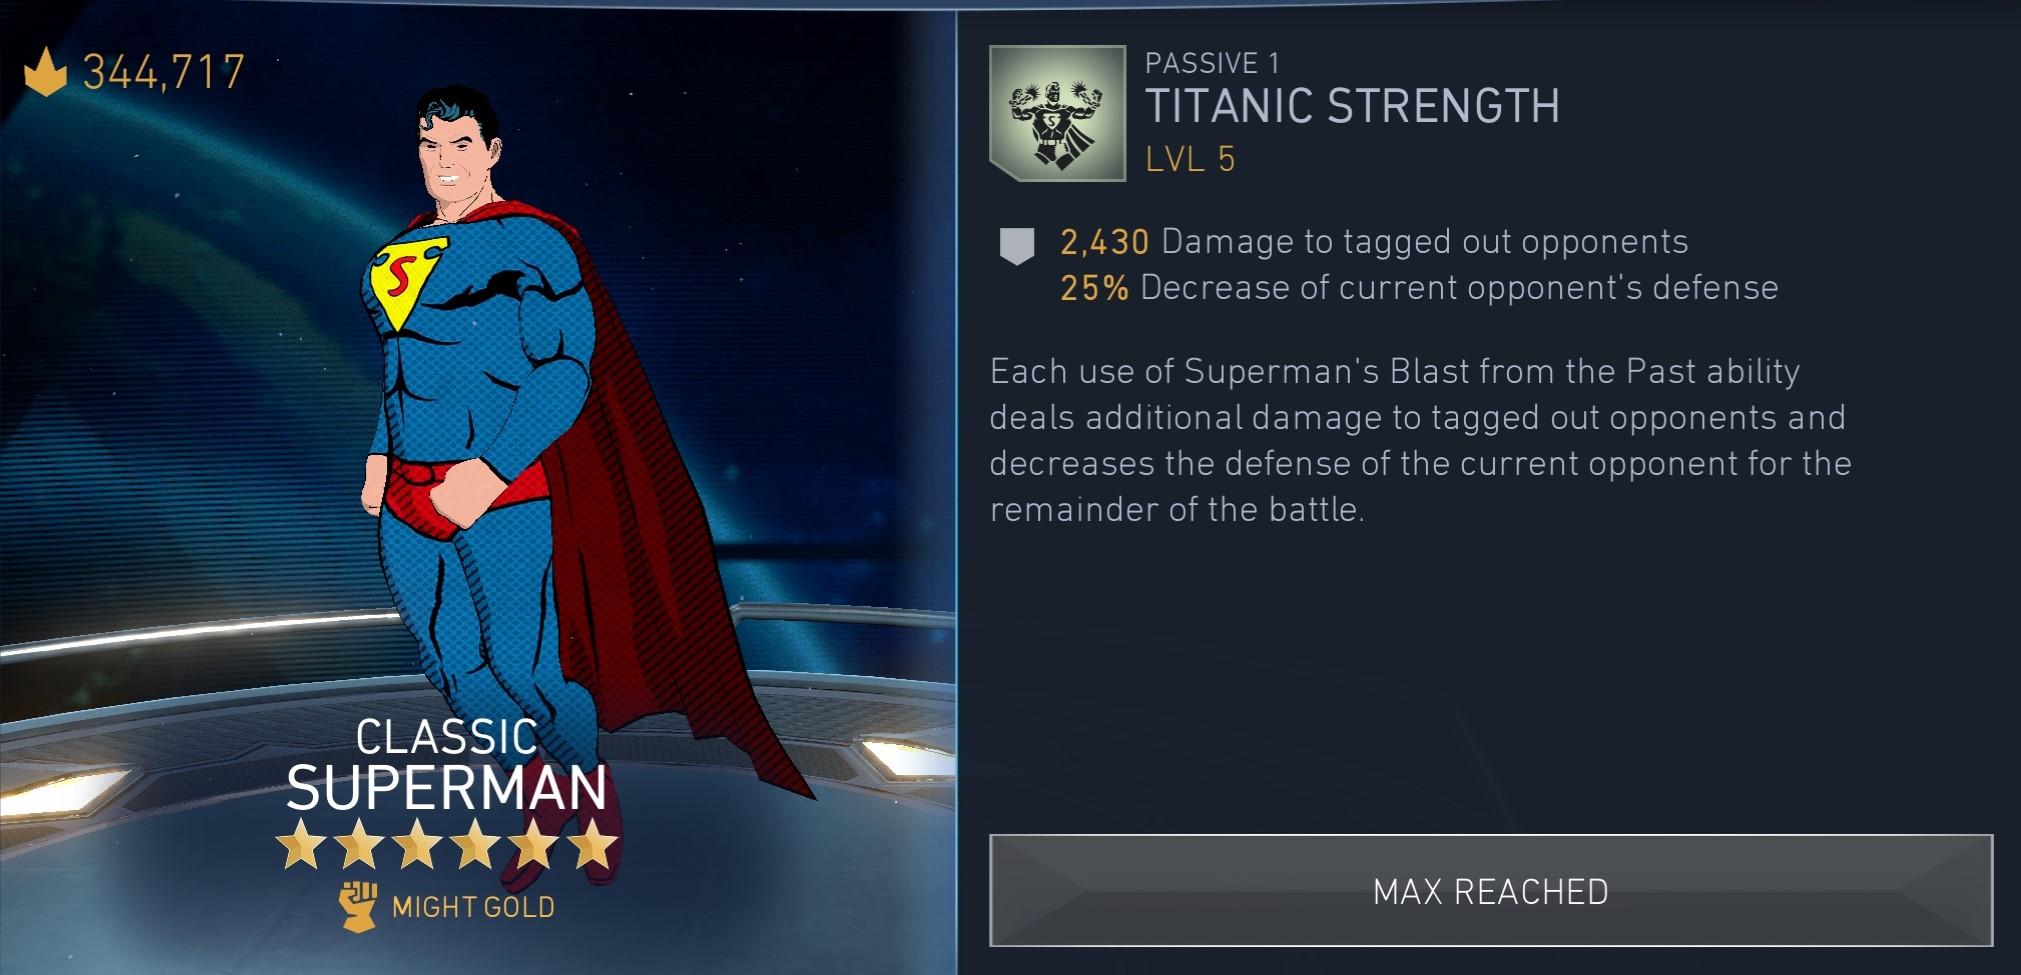 344,717
S
CLASSIC
SUPERMAN
MIGHT GOLD
PASSIVE 1
TITANIC STRENGTH
LVL 5
2,430 Damage to tagged out opponents
25% Decrease of current opponent's defense
Each use of Superman's Blast from the Past ability
deals additional damage to tagged out opponents and
decreases the defense of the current opponent for the
remainder of the battle.
MAX REACHED